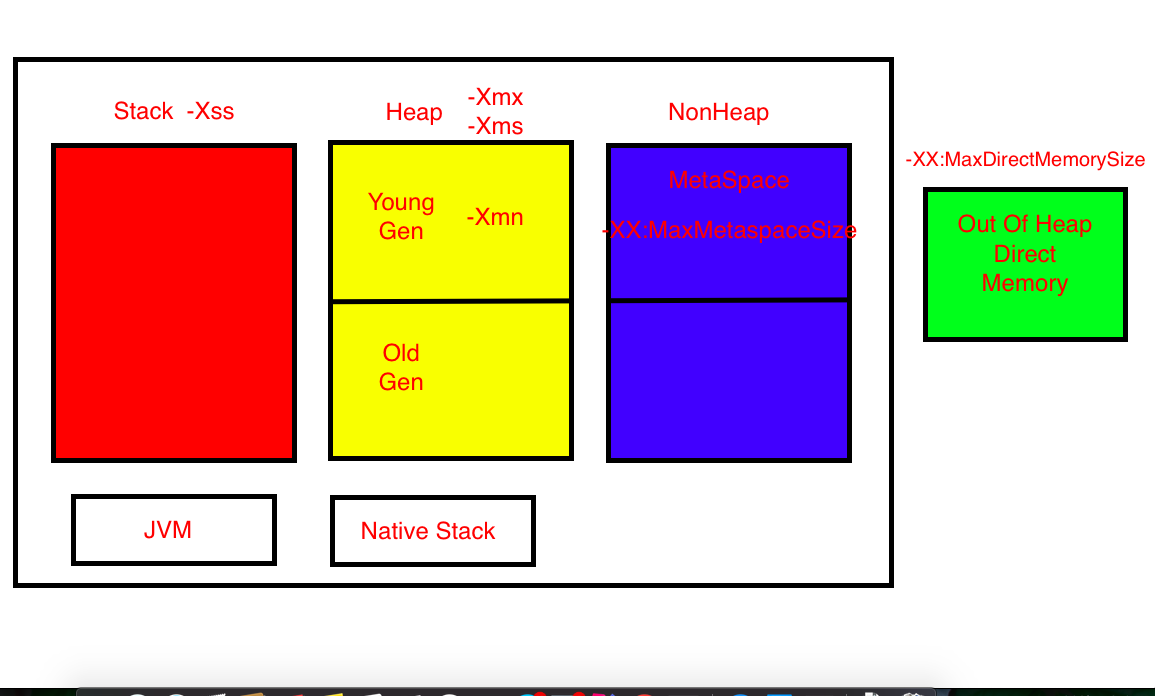 Stack -Xss
Heap
-Xmx
-Xms
NonHeap
-XX:MaxDirectMemorySize
Young
Gen
-Xmn
MetaSpace
-XX:MaxMetaspaceSize
Out Of Heap
Direct
Memory
Old
Gen
JVM
Native Stack